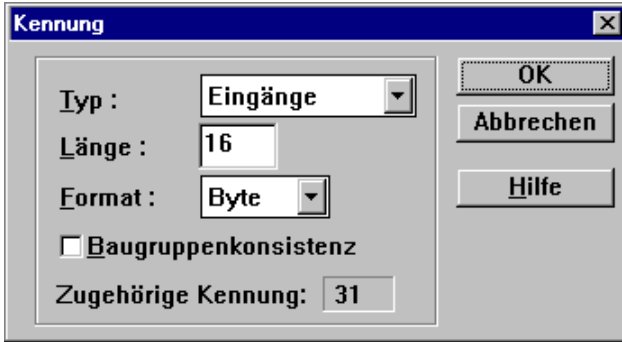 Kennung
Typ : Eingänge
OK
Länge : 16
Abbrechen
Format : Byte
Hilfe
Baugruppenkonsistenz
Zugehörige Kennung: 31